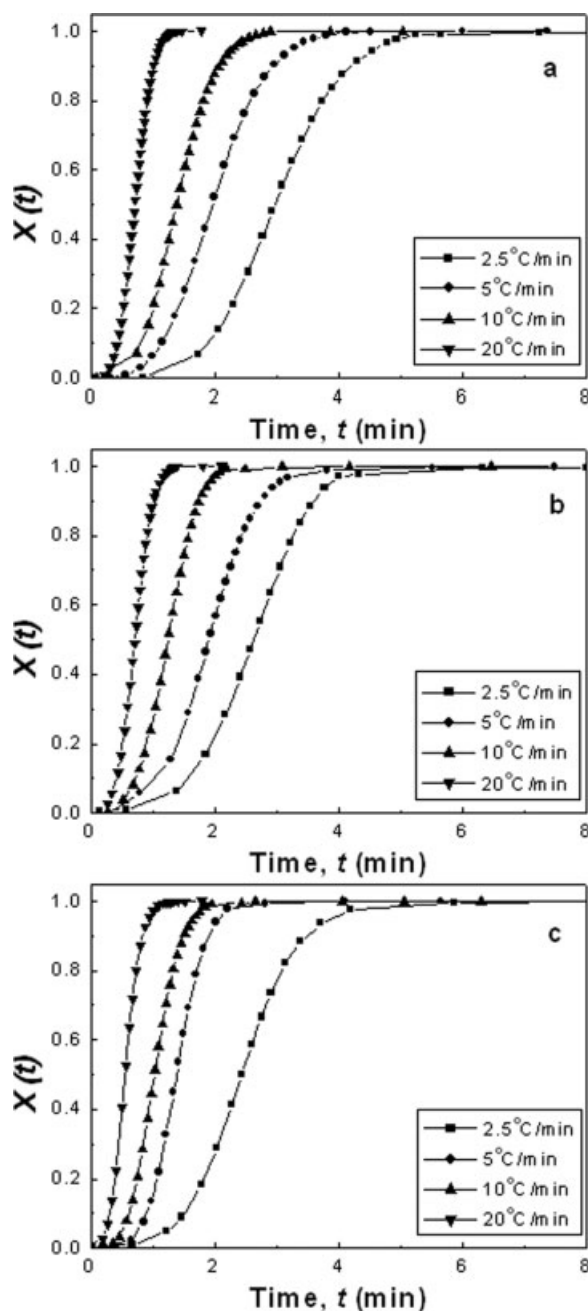 a
1.0
0.8
0.6
0.4
0.2
0.0
X (t)
2.5°C/min
5°C/min
10°C/min
20°C/min
0 2 4 6 8
Time, t (min)
b
1.0
0.8
0.6
0.4
0.2
0.0
X (t)
2.5°C/min
5°C/min
10°C/min
20°C/min
0 2 4 6 8
Time, t (min)
c
1.0
0.8
0.6
0.4
0.2
0.0
X (t)
2.5°C/min
5°C/min
10°C/min
20°C/min
0 2 4 6 8
Time, t (min)